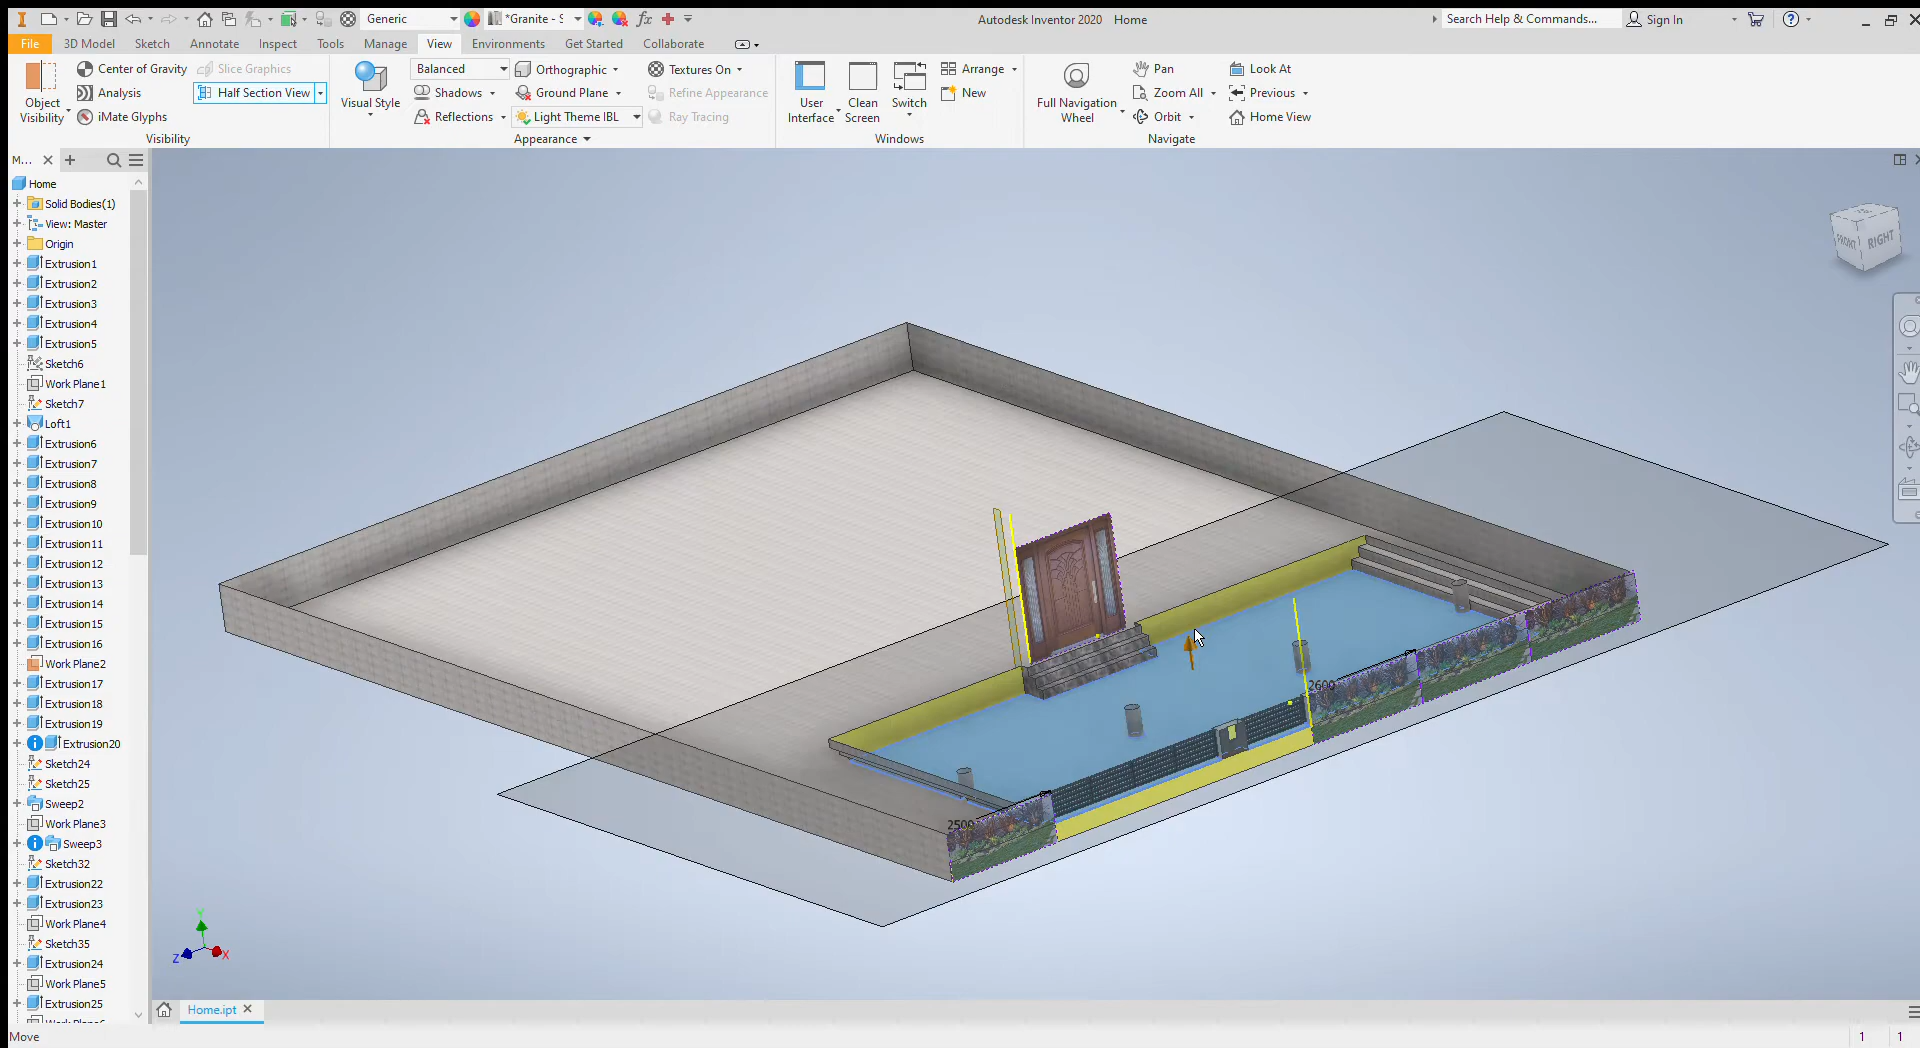 Generic
*Granite - S
Autodesk Inventor 2020 Home
Search Help & Commands...
Sign In
File
3D Model
Sketch
Annotate
Inspect
Tools
Manage
View
Environments
Get Started
Collaborate
Object
Visibility
Center of Gravity
Analysis
iMate Glyphs
Slice Graphics
Half Section View
Visibility
Visual Style
Balanced
Shadows
Reflections
Orthographic
Ground Plane
Light Theme IBL
Textures On
Refine Appearance
Ray Tracing
Appearance
User
Interface
Clean
Screen
Switch
Arrange
New
Windows
Full Navigation
Wheel
Pan
Zoom All
Orbit
Look At
Previous
Home View
Navigate
M...
Home
Solid Bodies(1)
View: Master
Origin
Extrusion1
Extrusion2
Extrusion3
Extrusion4
Extrusion5
Sketch6
Work Plane1
Sketch7
Loft1
Extrusion6
Extrusion7
Extrusion8
Extrusion9
Extrusion10
Extrusion11
Extrusion12
Extrusion13
Extrusion14
Extrusion15
Extrusion16
Work Plane2
Extrusion17
Extrusion18
Extrusion19
Extrusion20
Sketch24
Sketch25
Sweep2
Work Plane3
Sweep3
Sketch32
Extrusion22
Extrusion23
Work Plane4
Sketch35
Extrusion24
Work Plane5
Extrusion25
FRONT
RIGHT
2600
2500
Y
Z
X
Home.ipt
Move
1
1